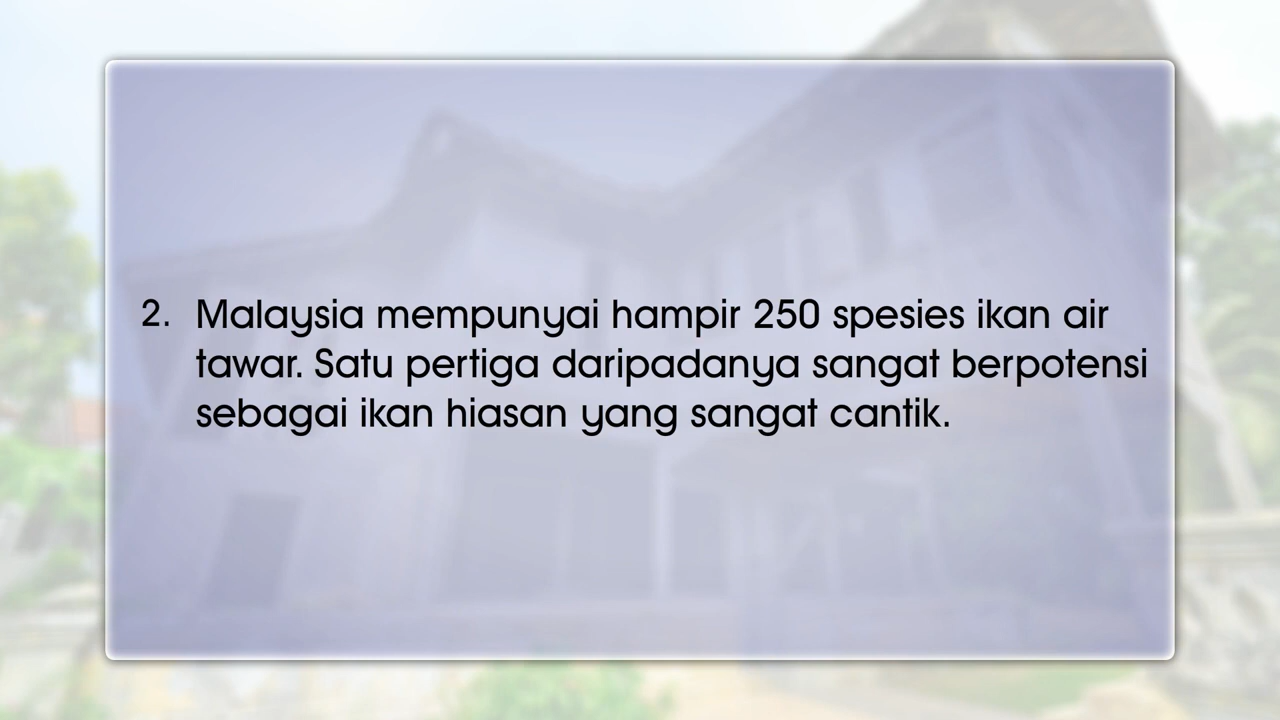 2. Malaysia mempunyai hampir 250 spesies ikan air
tawar. Satu pertiga daripadanya sangat berpotensi
sebagai ikan hiasan yang sangat cantik.